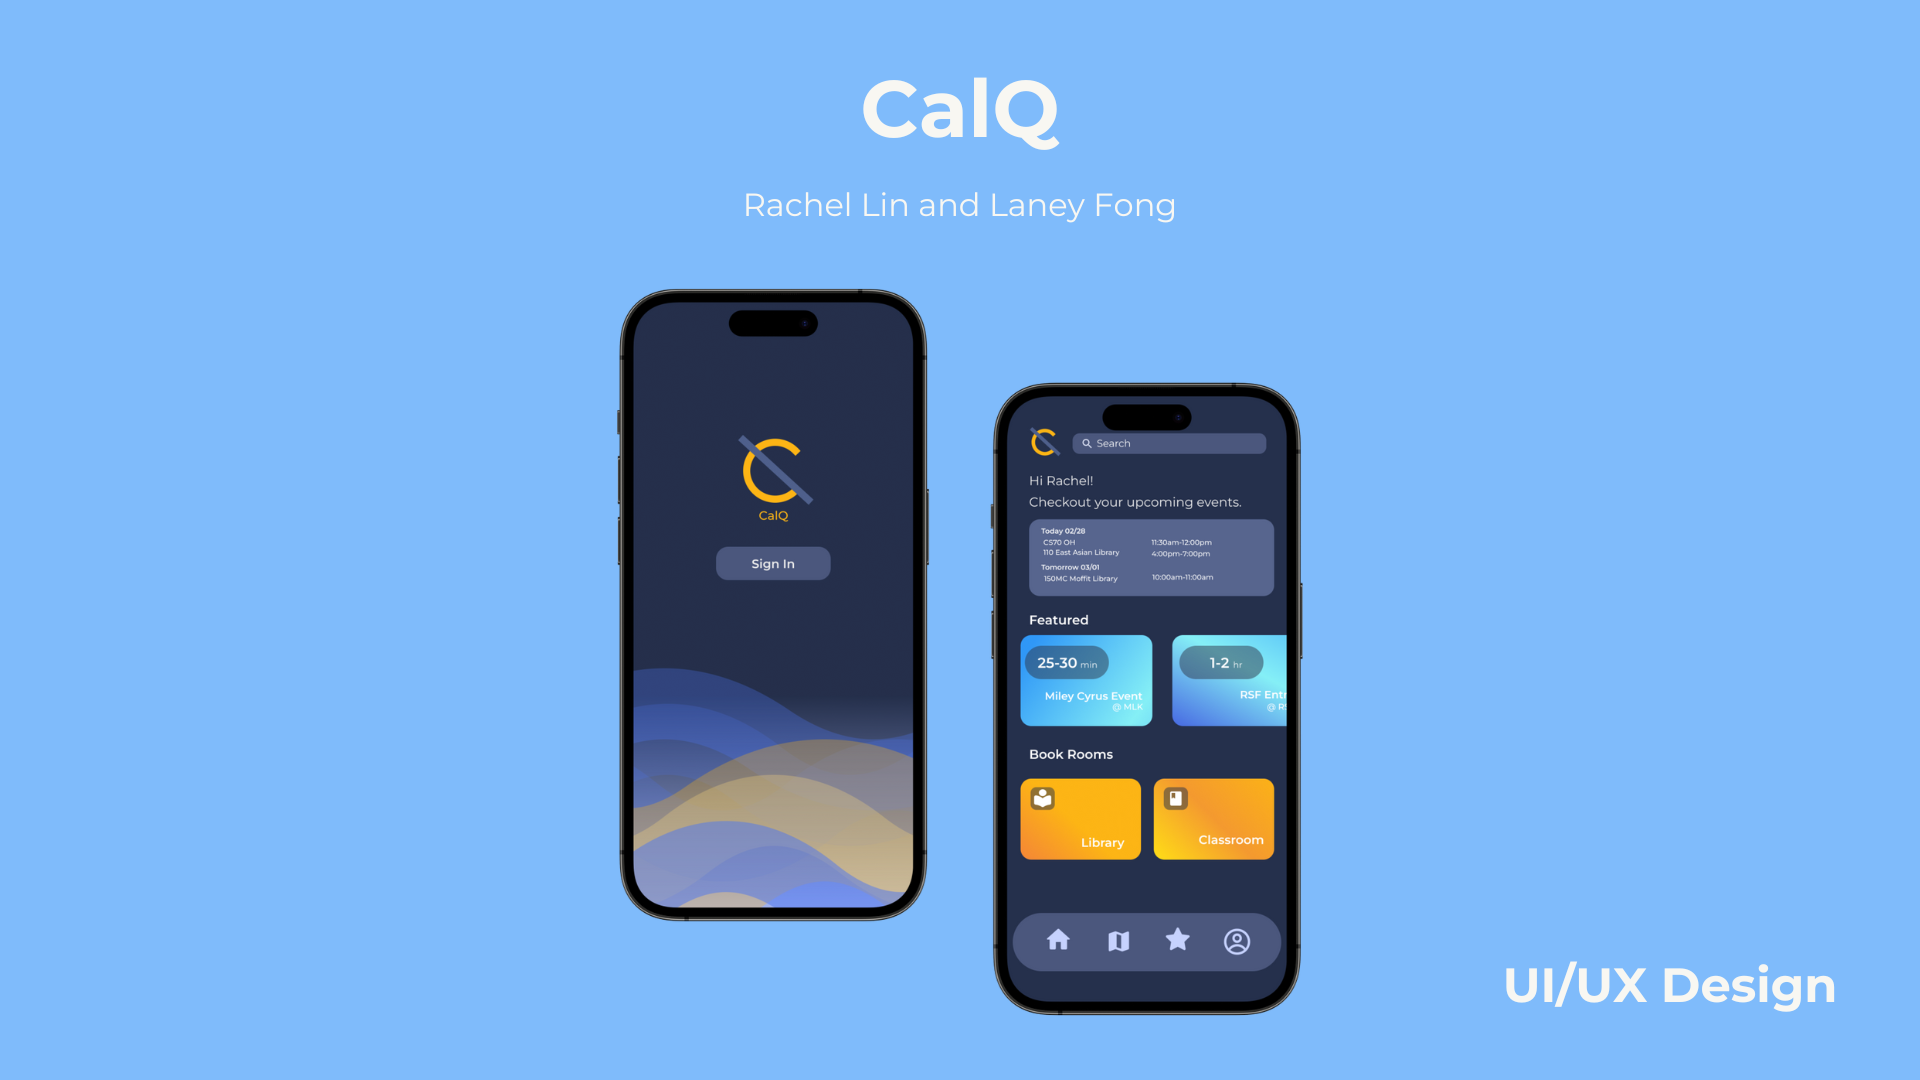 CalQ
Rachel Lin and Laney Fong
CalQ
Sign In
Search
Hi Rachel!
Checkout your upcoming events.
Today 02/28
CS70 OH 11:30am-12:00pm
110 East Asian Library 4:00pm-7:00pm
Tomorrow 03/01
150MC Moffit Library 10:00am-11:00am
Featured
25-30 min
Miley Cyrus Event
@ MLK
1-2 hr
RSF Entr
@ RS
Book Rooms
Library
Classroom
UI/UX Design